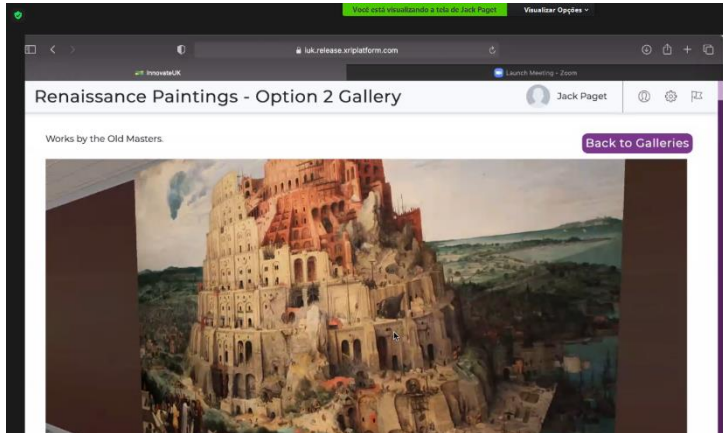 Você está visualizando a tela de Jack Paget Visualizar Opções
iuk.release.xriplatform.com
InnovateUK Launch Meeting - Zoom
Renaissance Paintings - Option 2 Gallery Jack Paget
Works by the Old Masters.
Back to Galleries